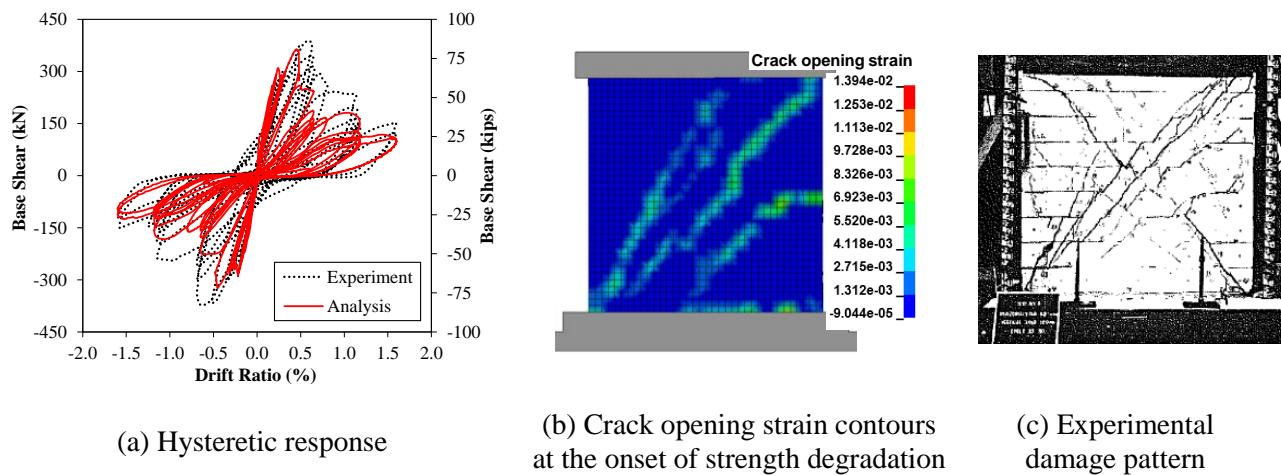 450
300
150
0
-150
-300
-450
Base Shear (kN)
100
75
50
25
0
-25
-50
-75
-100
Base Shear (kips)
Experiment
Analysis
-2.0 -1.5 -1.0 -0.5 0.0 0.5 1.0 1.5 2.0
Drift Ratio (%)
(a) Hysteretic response
Crack opening strain
1.394e-02
1.253e-02
1.113e-02
9.728e-03
8.326e-03
6.923e-03
5.520e-03
4.118e-03
2.715e-03
1.312e-03
-9.044e-05
(b) Crack opening strain contours
at the onset of strength degradation
(c) Experimental
damage pattern